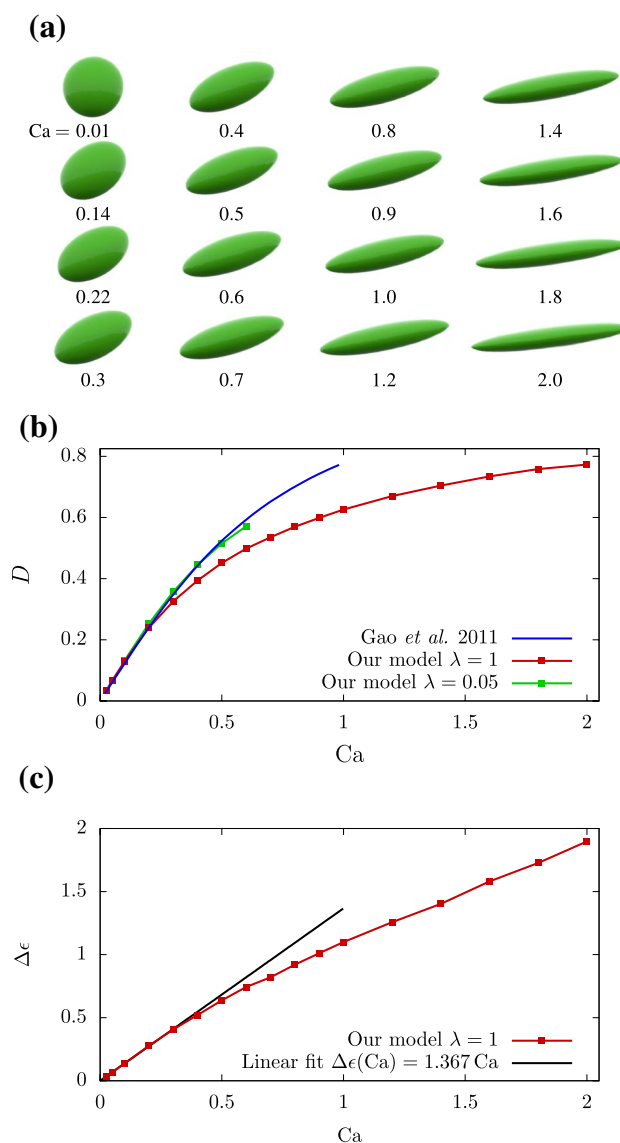 (a)
Ca = 0.01 0.4 0.8 1.4
0.14 0.5 0.9 1.6
0.22 0.6 1.0 1.8
0.3 0.7 1.2 2.0
(b)
0.8
0.6
0.4
0.2
0
D
Gao et al. 2011
Our model λ = 1
Our model λ = 0.05
0 0.5 1 1.5 2
Ca
(c)
2
1.5
1
0.5
0
Δϵ
Our model λ = 1
Linear fit Δϵ(Ca) = 1.367 Ca
0 0.5 1 1.5 2
Ca